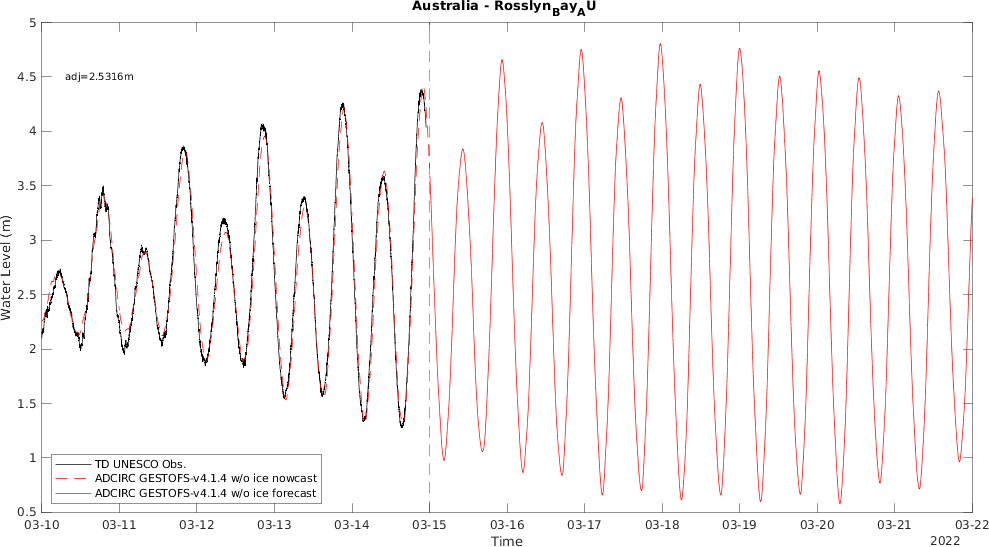 Australia - RosslynBayAU
adj=2.5316m
Water Level (m)
5
4.5
4
3.5
3
2.5
2
1.5
1
0.5
TD UNESCO Obs.
ADCIRC GESTOFS-v4.1.4 w/o ice nowcast
ADCIRC GESTOFS-v4.1.4 w/o ice forecast
03-10 03-11 03-12 03-13 03-14 03-15 03-16 03-17 03-18 03-19 03-20 03-21 03-22
Time
2022